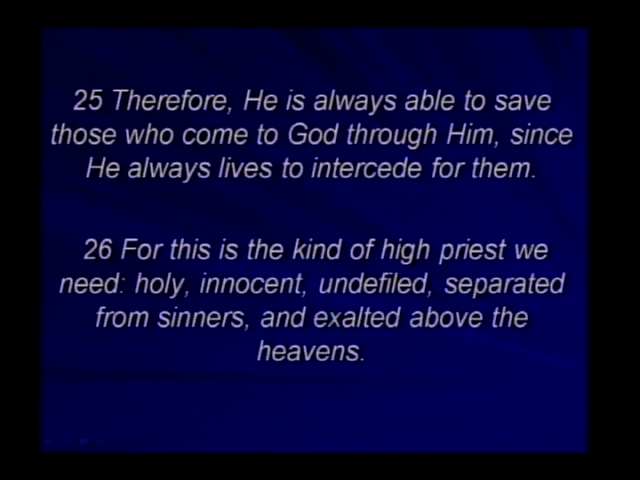 25 Therefore, He is always able to save
those who come to God through Him, since
He always lives to intercede for them.
26 For this is the kind of high priest we
need: holy, innocent, undefiled, separated
from sinners, and exalted above the
heavens.